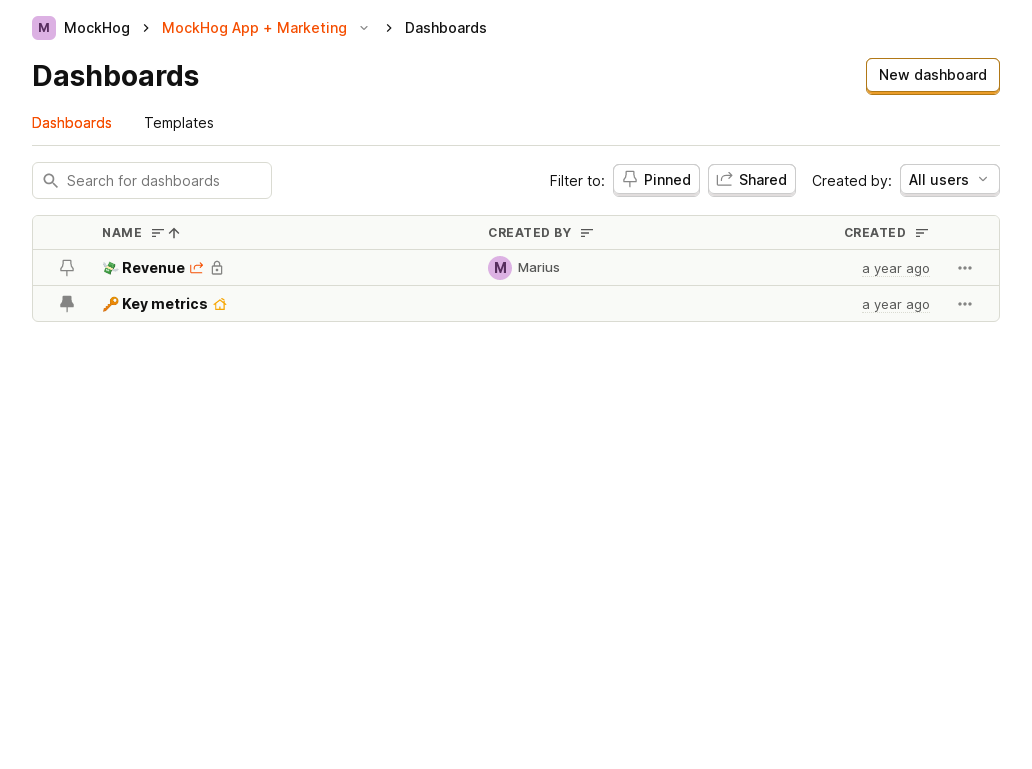 M MockHog MockHog App + Marketing Dashboards
Dashboards
New dashboard
Dashboards Templates
Search for dashboards
Filter to: Pinned Shared Created by: All users
NAME CREATED BY CREATED
💸 Revenue M Marius a year ago
🔑 Key metrics a year ago